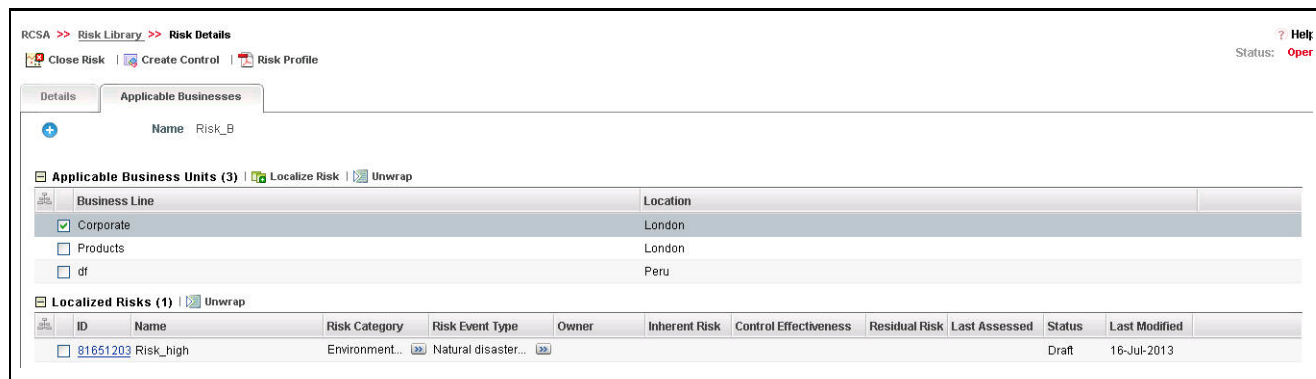 RCSA >> Risk Library >> Risk Details
? Help
Close Risk | Create Control | Risk Profile
Status: Oper
Details Applicable Businesses
Name Risk_B
Applicable Business Units (3) | Localize Risk | Unwrap
Business Line Location
Corporate London
Products London
df Peru
Localized Risks (1) | Unwrap
ID Name Risk Category Risk Event Type Owner Inherent Risk Control Effectiveness Residual Risk Last Assessed Status Last Modified
81651203 Risk_high Environment... >> Natural disaster... >> Draft 16-Jul-2013